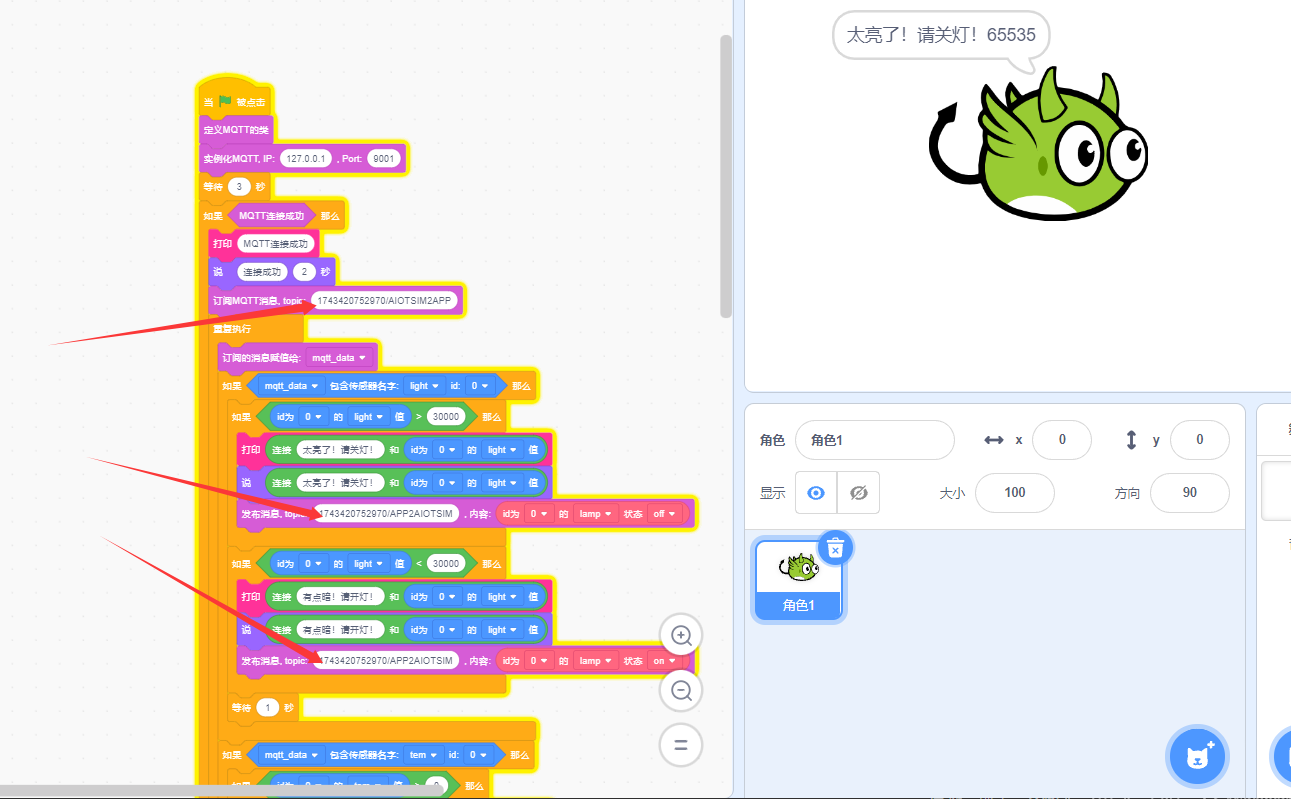 当 被点击
定义MQTT的类
实例化MQTT, IP: 127.0.0.1 , Port: 9001
等待 3 秒
如果 MQTT连接成功 那么
打印 MQTT连接成功
说 连接成功 2 秒
订阅MQTT消息, topic: 1743420752970/AIOTSIM2APP
重复执行
订阅的消息赋值给: mqtt_data
如果 mqtt_data 包含传感器名字: light id: 0 那么
如果 id为 0 的 light 值 > 30000 那么
打印 连接 太亮了！请关灯！ 和 id为 0 的 light 值
说 连接 太亮了！请关灯！ 和 id为 0 的 light 值
发布消息, topic: 1743420752970/APP2AIOTSIM , 内容: id为 0 的 lamp 状态 off
如果 id为 0 的 light 值 < 30000 那么
打印 连接 有点暗！请开灯！ 和 id为 0 的 light 值
说 连接 有点暗！请开灯！ 和 id为 0 的 light 值
发布消息, topic: 1743420752970/APP2AIOTSIM , 内容: id为 0 的 lamp 状态 on
等待 1 秒
如果 mqtt_data 包含传感器名字: tem id: 0 那么
如果 id为 0 的 tem 值 > 那么
太亮了！请关灯！65535
角色 角色1 x 0 y 0
显示 大小 100 方向 90
角色1